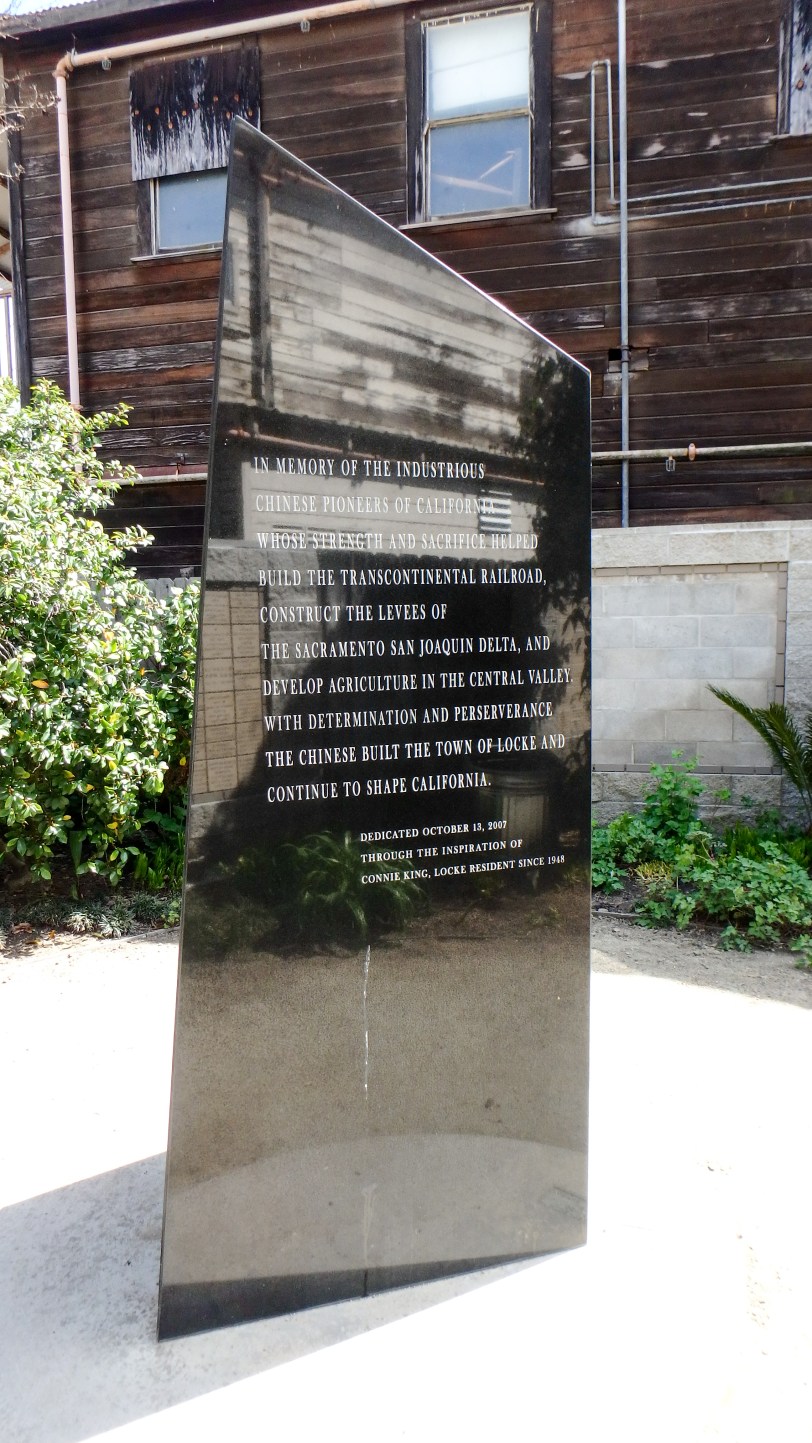 IN MEMORY OF THE INDUSTRIOUS
CHINESE PIONEERS OF CALIFORNIA
WHOSE STRENGTH AND SACRIFICE HELPED
BUILD THE TRANSCONTINENTAL RAILROAD,
CONSTRUCT THE LEVEES OF
THE SACRAMENTO SAN JOAQUIN DELTA, AND
DEVELOP AGRICULTURE IN THE CENTRAL VALLEY.
WITH DETERMINATION AND PERSERVERANCE
THE CHINESE BUILT THE TOWN OF LOCKE AND
CONTINUE TO SHAPE CALIFORNIA.
DEDICATED OCTOBER 13, 2007
THROUGH THE INSPIRATION OF
CONNIE KING, LOCKE RESIDENT SINCE 1948